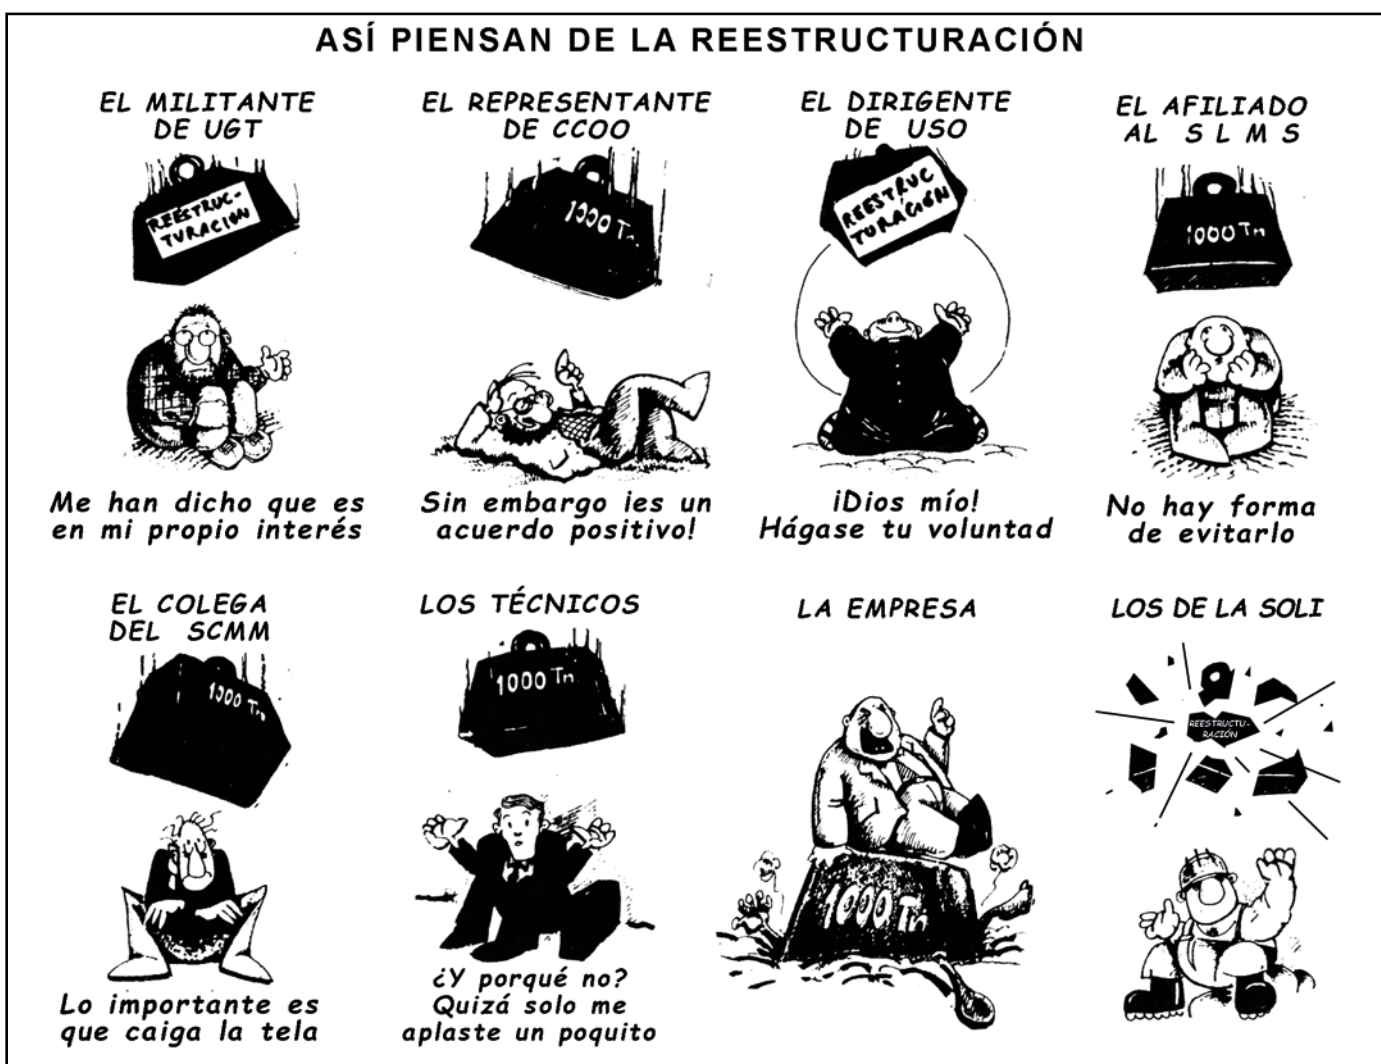 ASÍ PIENSAN DE LA REESTRUCTURACIÓN
EL MILITANTE
DE UGT
REESTRUC-
TURACIÓN
Me han dicho que es
en mi propio interés
EL REPRESENTANTE
DE CCOO
1000 Tn
Sin embargo ¡es un
acuerdo positivo!
EL DIRIGENTE
DE USO
REESTRUC
TURACIÓN
¡Dios mío!
Hágase tu voluntad
EL AFILIADO
AL S L M S
1000 Tn
No hay forma
de evitarlo
EL COLEGA
DEL SCMM
1000 Tn
Lo importante es
que caiga la tela
LOS TÉCNICOS
1000 Tn
¿Y porqué no?
Quizá solo me
aplaste un poquito
LA EMPRESA
1000 Tn
LOS DE LA SOLI
REESTRUCTU-
RACIÓN